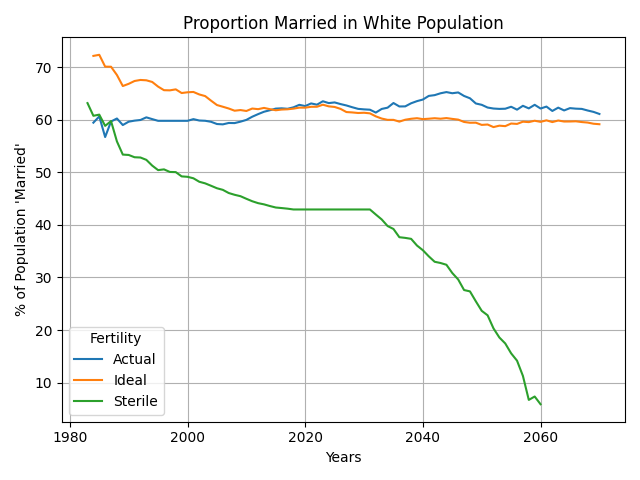 Proportion Married in White Population
% of Population 'Married'
70
60
50
40
30
20
10
Fertility
Actual
Ideal
Sterile
1980
2000
2020
2040
2060
Years